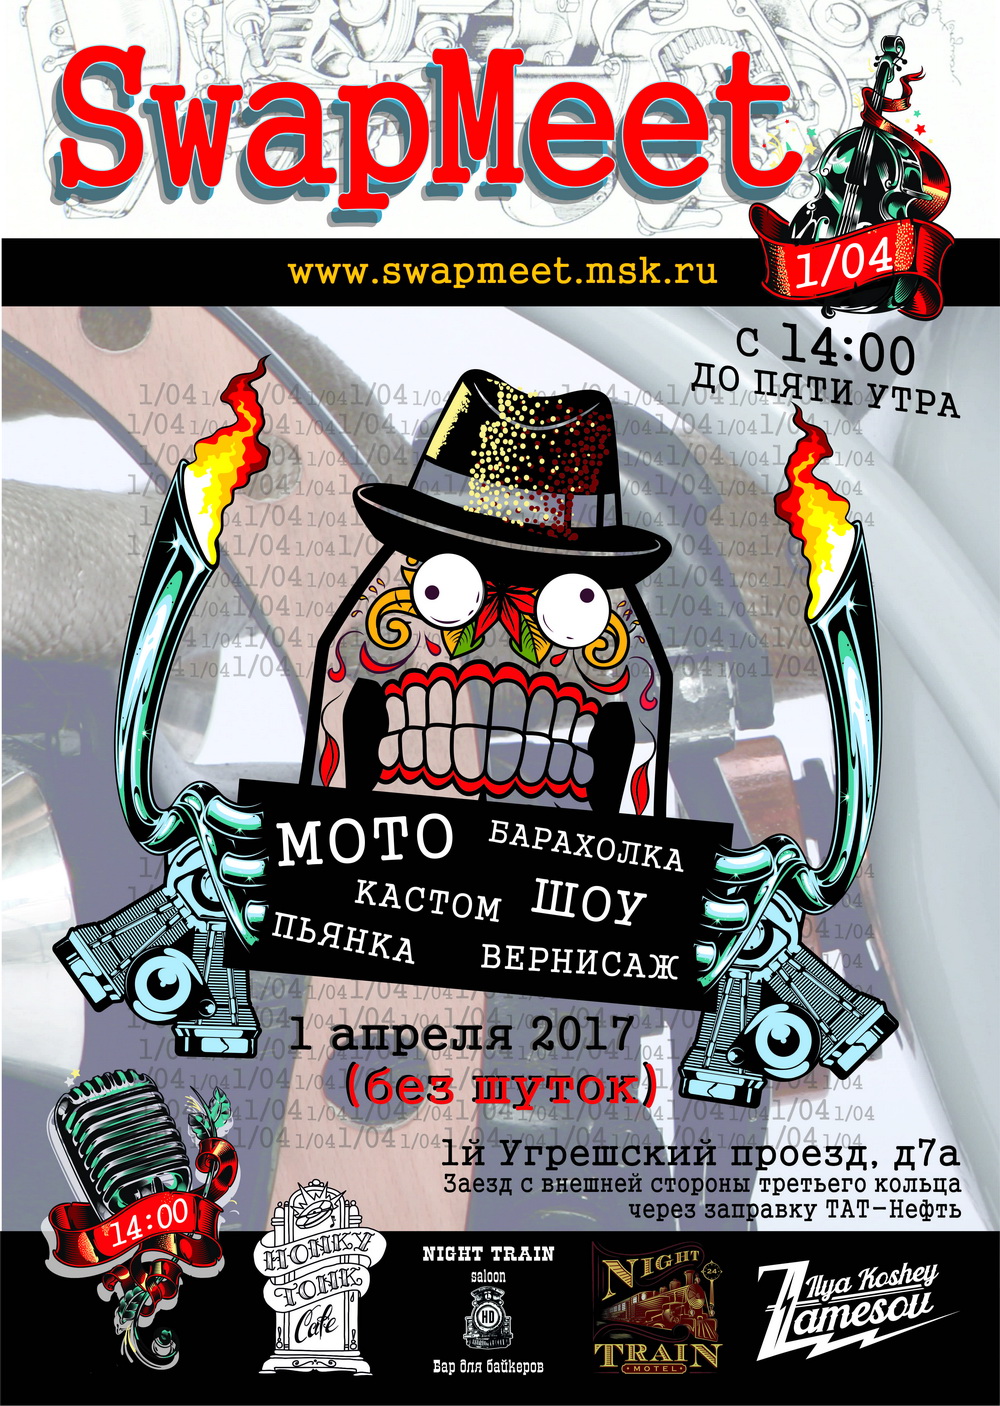 SwapMeet
1/04
www.swapmeet.msk.ru
С 14:00
ДО ПЯТИ УТРА
МОТО БАРАХОЛКА
КАСТОМ ШОУ
ПЬЯНКА ВЕРНИСАЖ
1 апреля 2017
(без шуток)
1й Угрешский проезд, д7а
Заезд с внешней стороны третьего кольца
через заправку ТАТ-Нефть
14:00
HONKY
TONK
Cafe
NIGHT TRAIN
saloon
HD
Бар для байкеров
NIGHT
24
TRAIN
MOTEL
Ilya Koshey
Zamesov